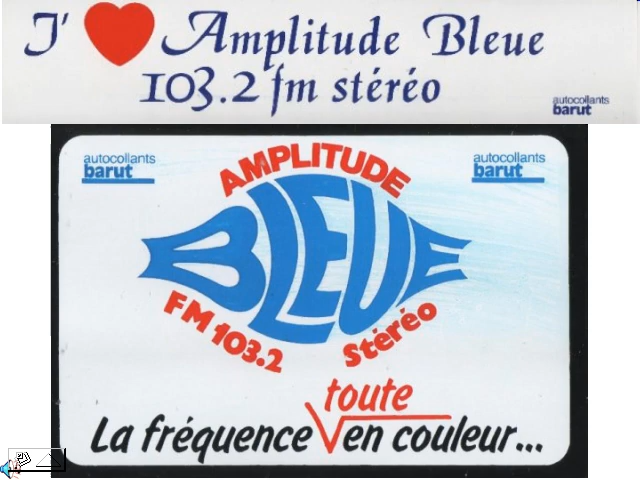 J' Amplitude Bleue
103.2 fm stéréo
autocollants
barut
autocollants
barut
autocollants
barut
AMPLITUDE
BLEUE
FM 103.2 Stéréo
toute
La fréquence en couleur...